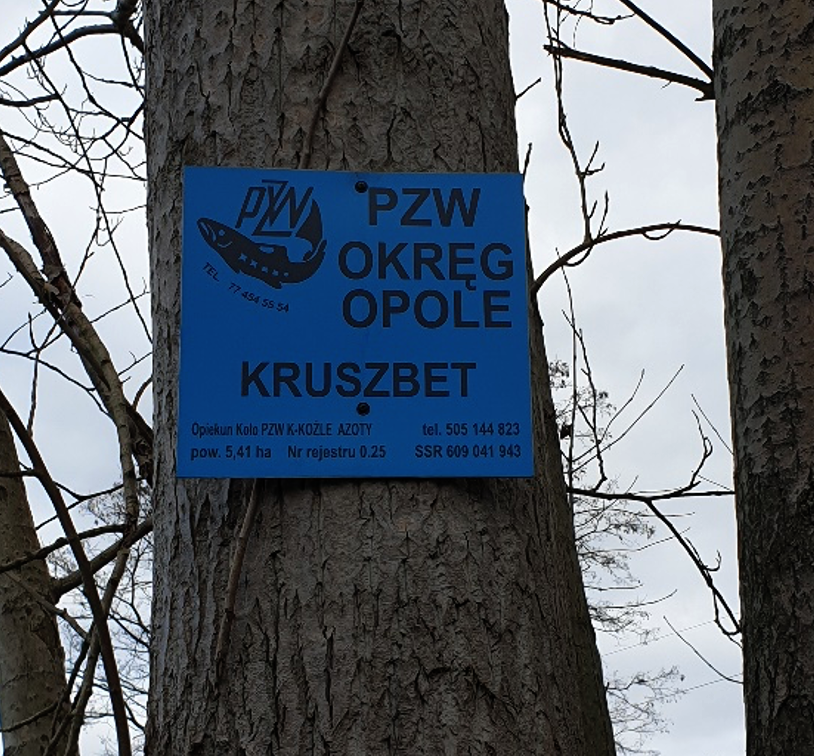 PZW
TEL. 77 454 55 54
PZW
OKRĘG
OPOLE
KRUSZBET
Opiekun Koło PZW K-KOŹLE AZOTY tel. 505 144 823
pow. 5,41 ha Nr rejestru 0.25 SSR 609 041 943